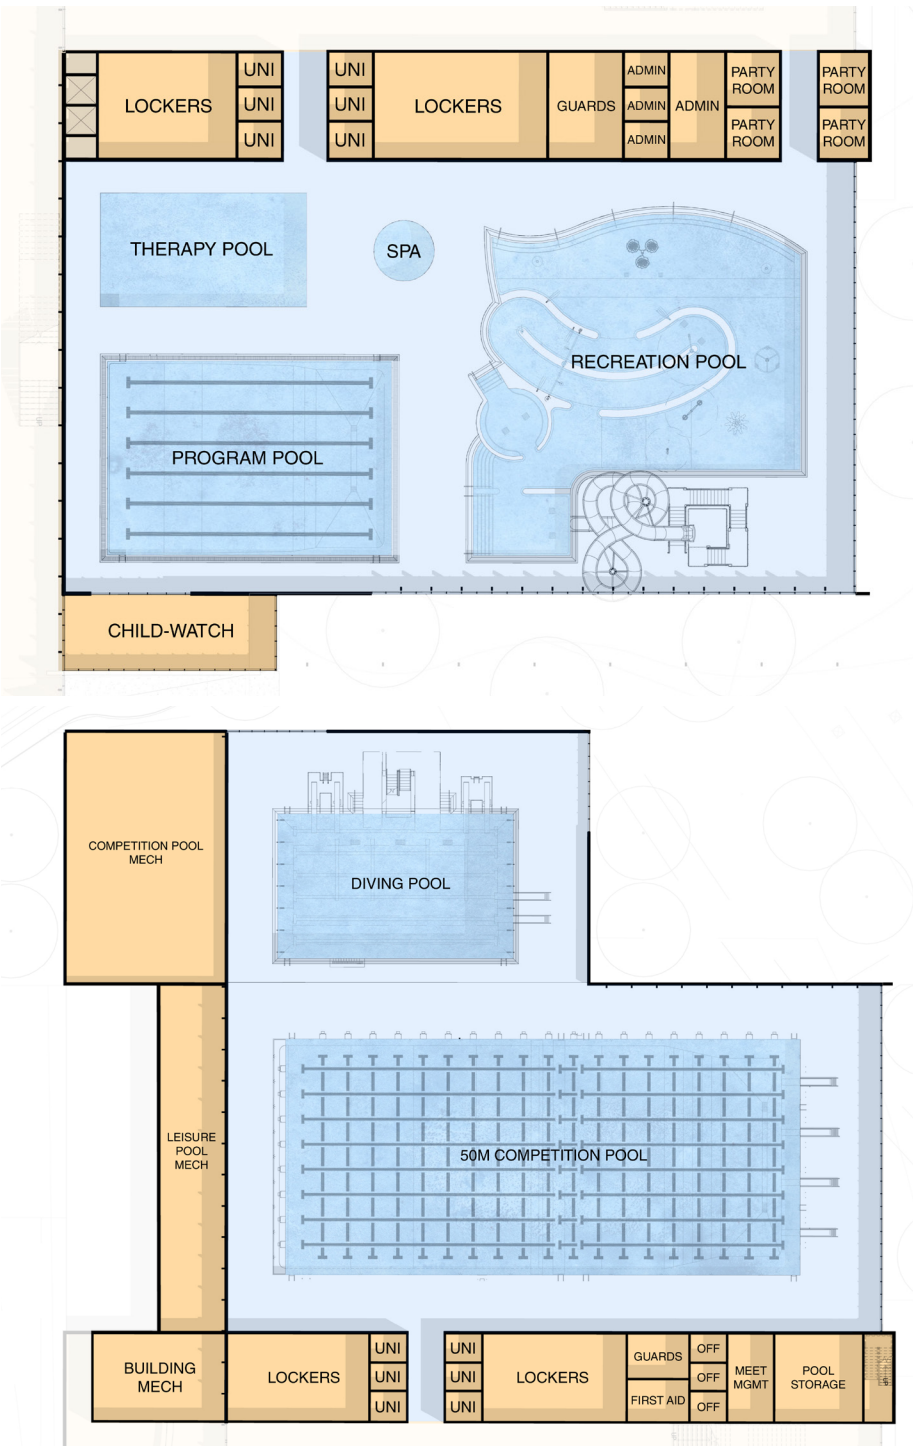 UNI
UNI
PARTY
ROOM
PARTY
ROOM
ADMIN
LOCKERS
UNI
UNI
LOCKERS
GUARDS
ADMIN
ADMIN
UNI
UNI
ADMIN
PARTY
ROOM
PARTY
ROOM
THERAPY POOL
SPA
RECREATION POOL
PROGRAM POOL
CHILD-WATCH
COMPETITION POOL
MECH
DIVING POOL
LEISURE
POOL
MECH
50M COMPETITION POOL
BUILDING
MECH
LOCKERS
UNI
UNI
UNI
UNI
UNI
UNI
LOCKERS
GUARDS
FIRST AID
OFF
OFF
OFF
MEET
MGMT
POOL
STORAGE
UP